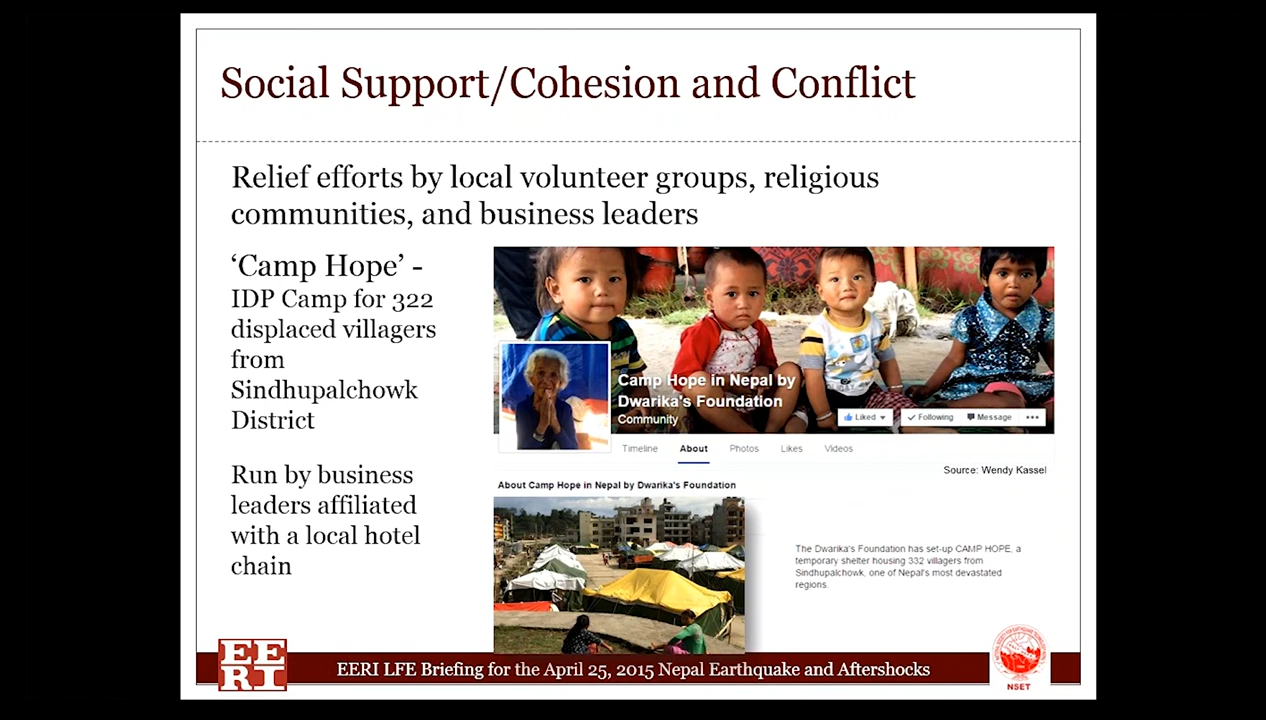 Social Support/Cohesion and Conflict
Relief efforts by local volunteer groups, religious
communities, and business leaders
‘Camp Hope’ -
IDP Camp for 322
displaced villagers
from
Sindhupalchowk
District
Run by business
leaders affiliated
with a local hotel
chain
Camp Hope in Nepal by
Dwarika's Foundation
Community
Liked
Following
Message
Timeline About Photos Likes Videos
Source: Wendy Kassel
About Camp Hope in Nepal by Dwarika's Foundation
The Dwarika's Foundation has set-up CAMP HOPE, a
temporary shelter housing 332 villagers from
Sindhupalchowk, one of Nepal's most devastated
regions.
EE
RI
EERI LFE Briefing for the April 25, 2015 Nepal Earthquake and Aftershocks
NSET